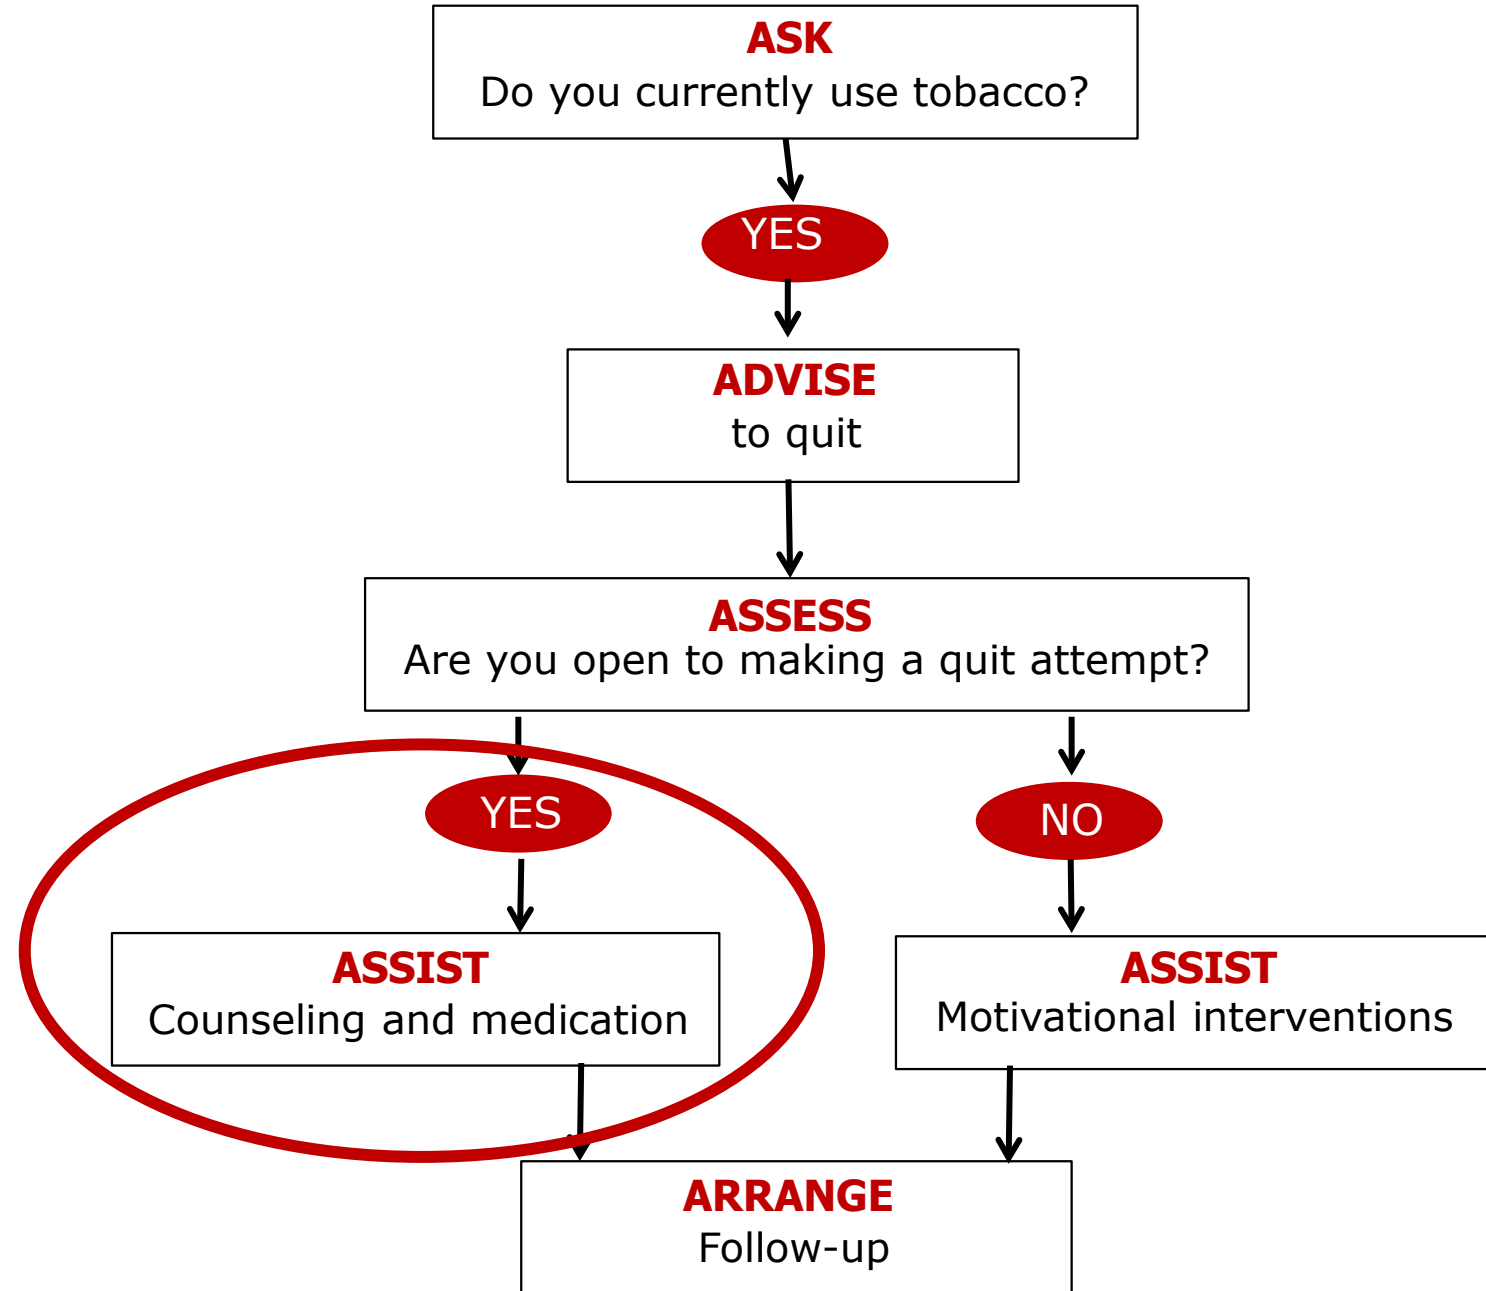 ASK
Do you currently use tobacco?
YES
ADVISE
to quit
ASSESS
Are you open to making a quit attempt?
YES
NO
ASSIST
Counseling and medication
ASSIST
Motivational interventions
ARRANGE
Follow-up